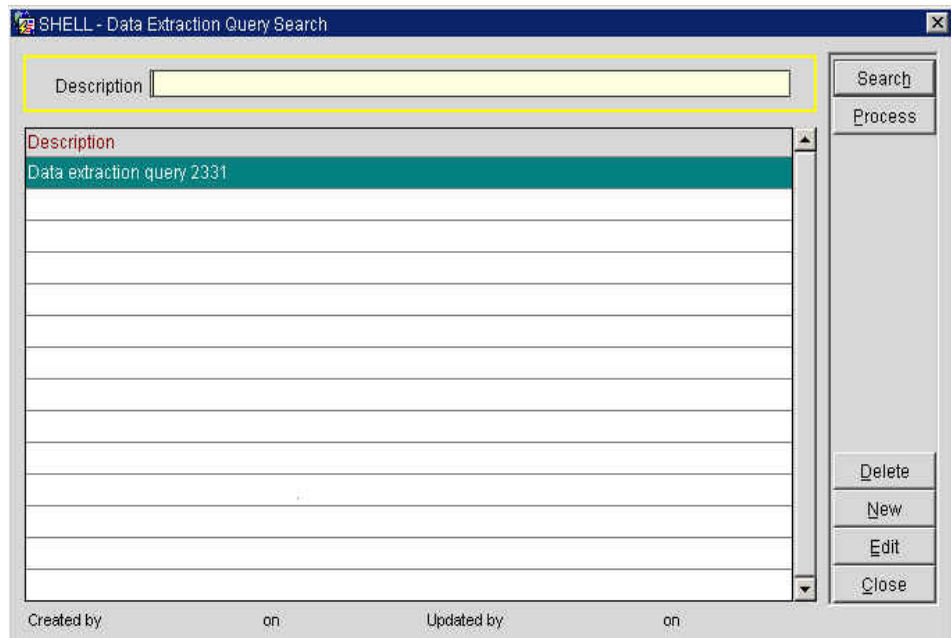 SHELL - Data Extraction Query Search
Description
Search
Process
Description
Data extraction query 2331
Delete
New
Edit
Close
Created by on Updated by on